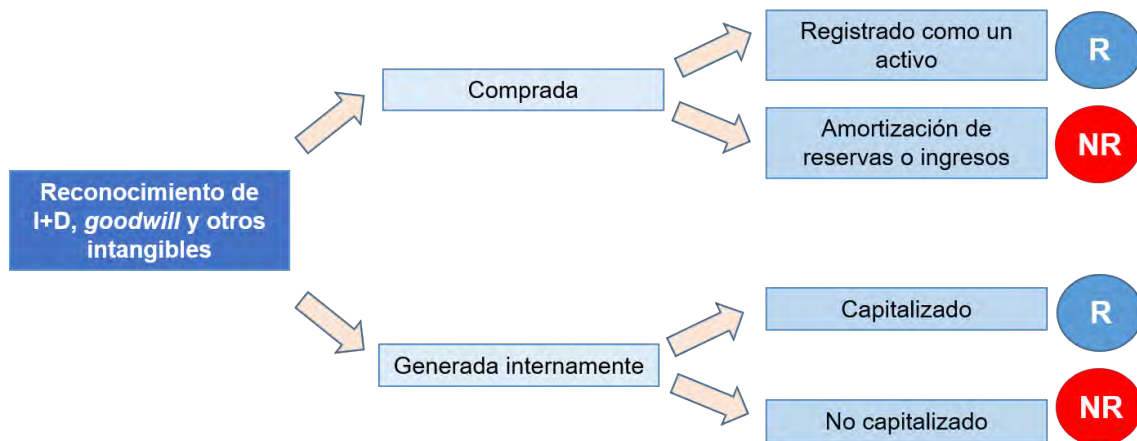 Reconocimiento de
I+D, goodwill y otros
intangibles
Comprada
Registrado como un
activo
R
Amortización de
reservas o ingresos
NR
Generada internamente
Capitalizado
R
No capitalizado
NR